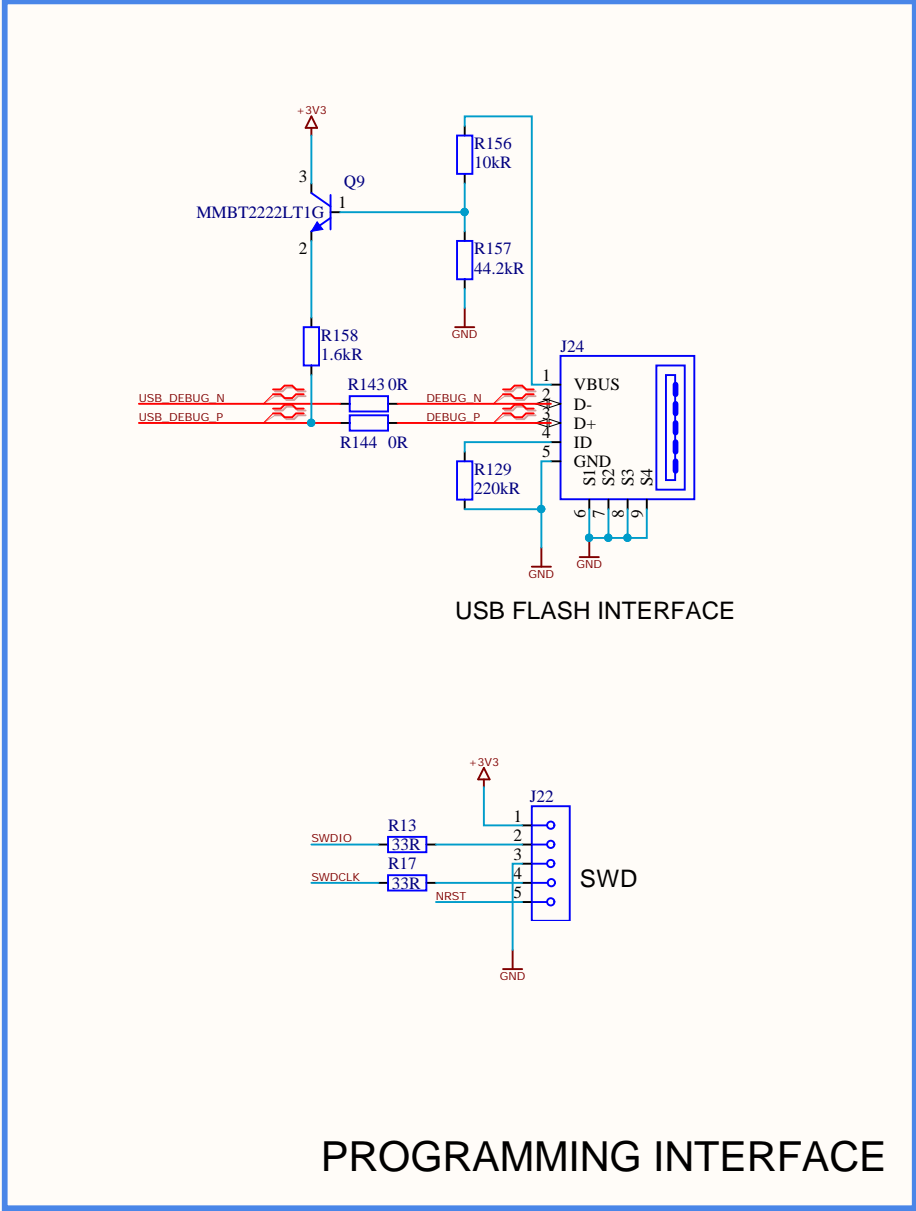 +3V3
R156
10kR
3
Q9
1
MMBT2222LT1G
2
R157
44.2kR
GND
R158
1.6kR
J24
1
VBUS
USB_DEBUG_N
R143 0R
DEBUG_N
2
D-
USB_DEBUG_P
DEBUG_P
3
D+
R144 0R
4
ID
5
GND
R129
220kR
S1
S2
S3
S4
6
7
8
9
GND
GND
USB FLASH INTERFACE
+3V3
J22
1
SWDIO
R13
33R
2
3
SWDCLK
R17
33R
4
SWD
NRST
5
GND
PROGRAMMING INTERFACE